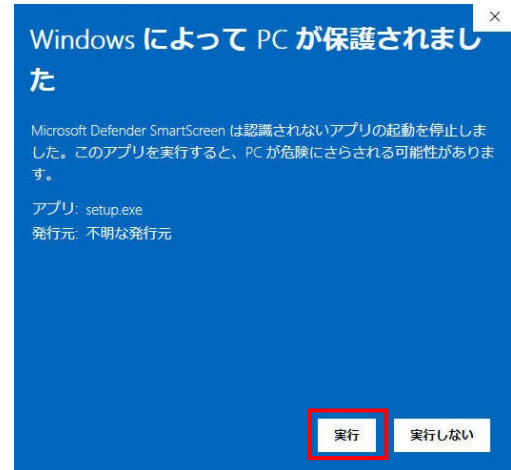 Windows によって PC が保護されまし
た
Microsoft Defender SmartScreen は認識されないアプリの起動を停止しま
した。このアプリを実行すると、PC が危険にさらされる可能性がありま
す。
アプリ: setup.exe
発行元: 不明な発行元
実行 実行しない